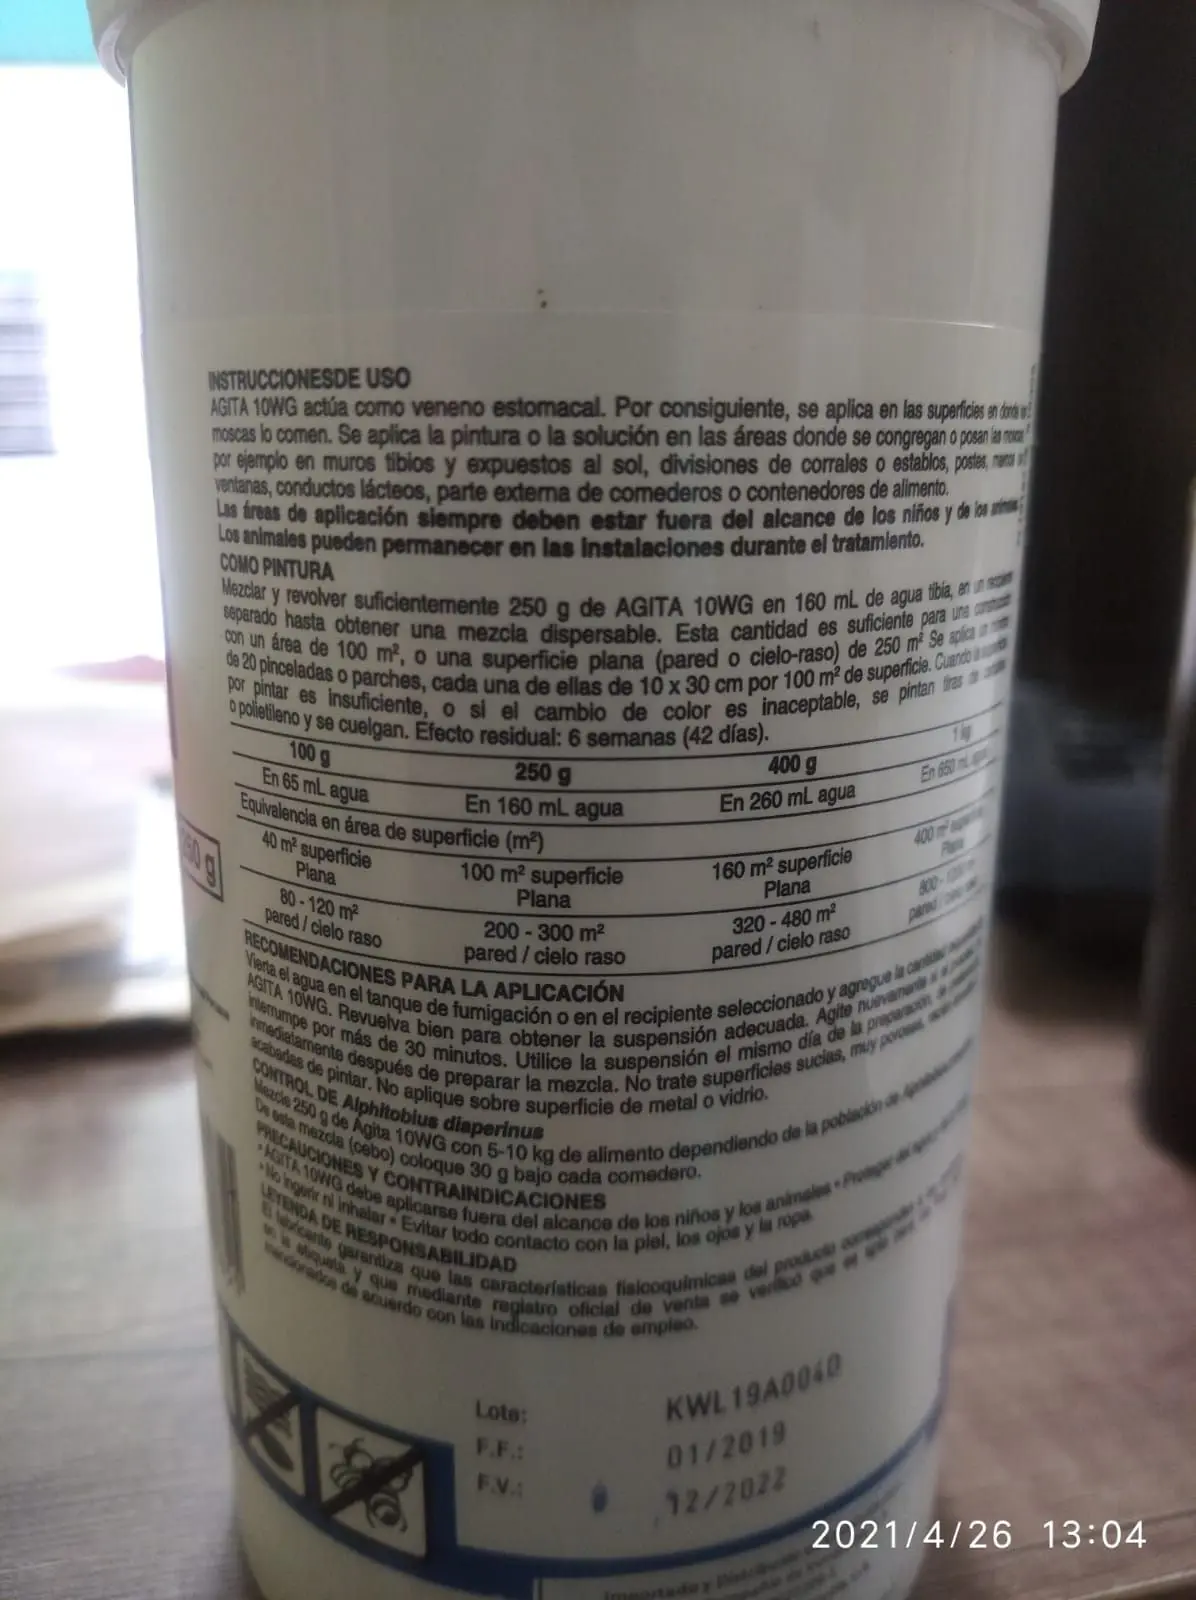 INSTRUCCIONESDE USO
AGITA 10WG actúa como veneno estomacal. Por consiguiente, se aplica en las superficies en donde
moscas lo comen. Se aplica la pintura o la solución en las áreas donde se congregan o posan las moscas
por ejemplo en muros tibios y expuestos al sol, divisiones de corrales o establos, postes,
ventanas, conductos lácteos, parte externa de comederos o contenedores de alimento.
Las áreas de aplicación siempre deben estar fuera del alcance de los niños y de los animales
Los animales pueden permanecer en las instalaciones durante el tratamiento.
COMO PINTURA
Mezclar y revolver suficientemente 250 g de AGITA 10WG en 160 mL de agua tibia, en un
separado hasta obtener una mezcla dispersable. Esta cantidad es suficiente para una
con un área de 100 m², o una superficie plana (pared o cielo-raso) de 250 m² Se aplica un
de 20 pinceladas o parches, cada una de ellas de 10 x 30 cm por 100 m² de superficie. Cuando la
por pintar es insuficiente, o si el cambio de color es inaceptable, se pintan tiras de
o polietileno y se cuelgan. Efecto residual: 6 semanas (42 días).
100 g 250 g 400 g 1 kg
En 65 mL agua En 160 mL agua En 260 mL agua En 650 mL
Equivalencia en área de superficie (m²)
40 m² superficie 100 m² superficie 160 m² superficie 400 m²
Plana Plana Plana Plana
80 - 120 m² 200 - 300 m² 320 - 480 m² 800 -
pared / cielo raso pared / cielo raso pared / cielo raso pared /
RECOMENDACIONES PARA LA APLICACIÓN
Vierta el agua en el tanque de fumigación o en el recipiente seleccionado y agregue la cantidad
AGITA 10WG. Revuelva bien para obtener la suspensión adecuada. Agite nuevamente si
interrumpe por más de 30 minutos. Utilice la suspensión el mismo día de la preparación,
inmediatamente después de preparar la mezcla. No trate superficies sucias, muy porosas,
acabadas de pintar. No aplique sobre superficie de metal o vidrio.
CONTROL DE Alphitobius diaperinus
Mezcle 250 g de Agita 10WG con 5-10 kg de alimento dependiendo de la población de
De esta mezcla (cebo) coloque 30 g bajo cada comedero.
PRECAUCIONES Y CONTRAINDICACIONES
• AGITA 10WG debe aplicarse fuera del alcance de los niños y los animales • Proteger del
• No ingerir ni inhalar • Evitar todo contacto con la piel, los ojos y la ropa.
LEYENDA DE RESPONSABILIDAD
El fabricante garantiza que las características fisicoquímicas del producto
en la etiqueta y que mediante registro oficial de venta se verificó que es
mencionados de acuerdo con las indicaciones de empleo.
Lote: KWL19A0040
F.F.: 01/2019
F.V.: 12/2022
2021/4/26 13:04